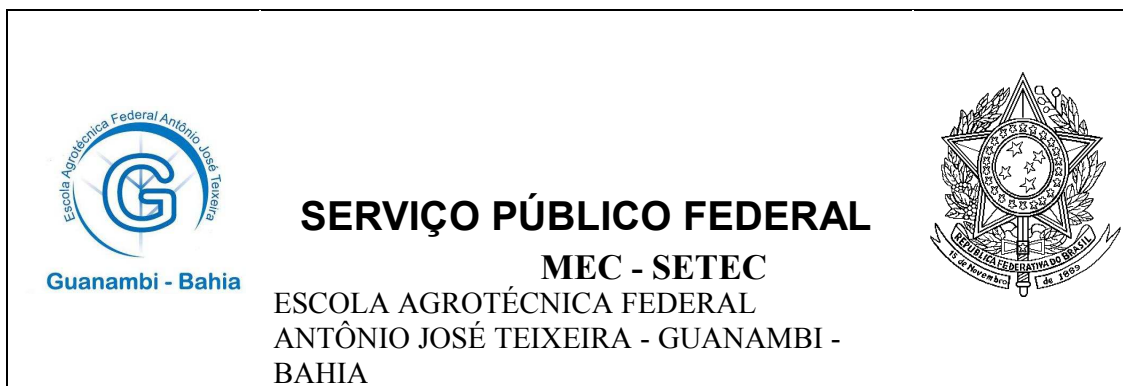 Escola Agrotécnica Federal Antônio José Teixeira
G
Guanambi - Bahia
SERVIÇO PÚBLICO FEDERAL
MEC - SETEC
ESCOLA AGROTÉCNICA FEDERAL
ANTÔNIO JOSÉ TEIXEIRA - GUANAMBI -
BAHIA
REPÚBLICA FEDERATIVA DO BRASIL
15 de Novembro de 1889